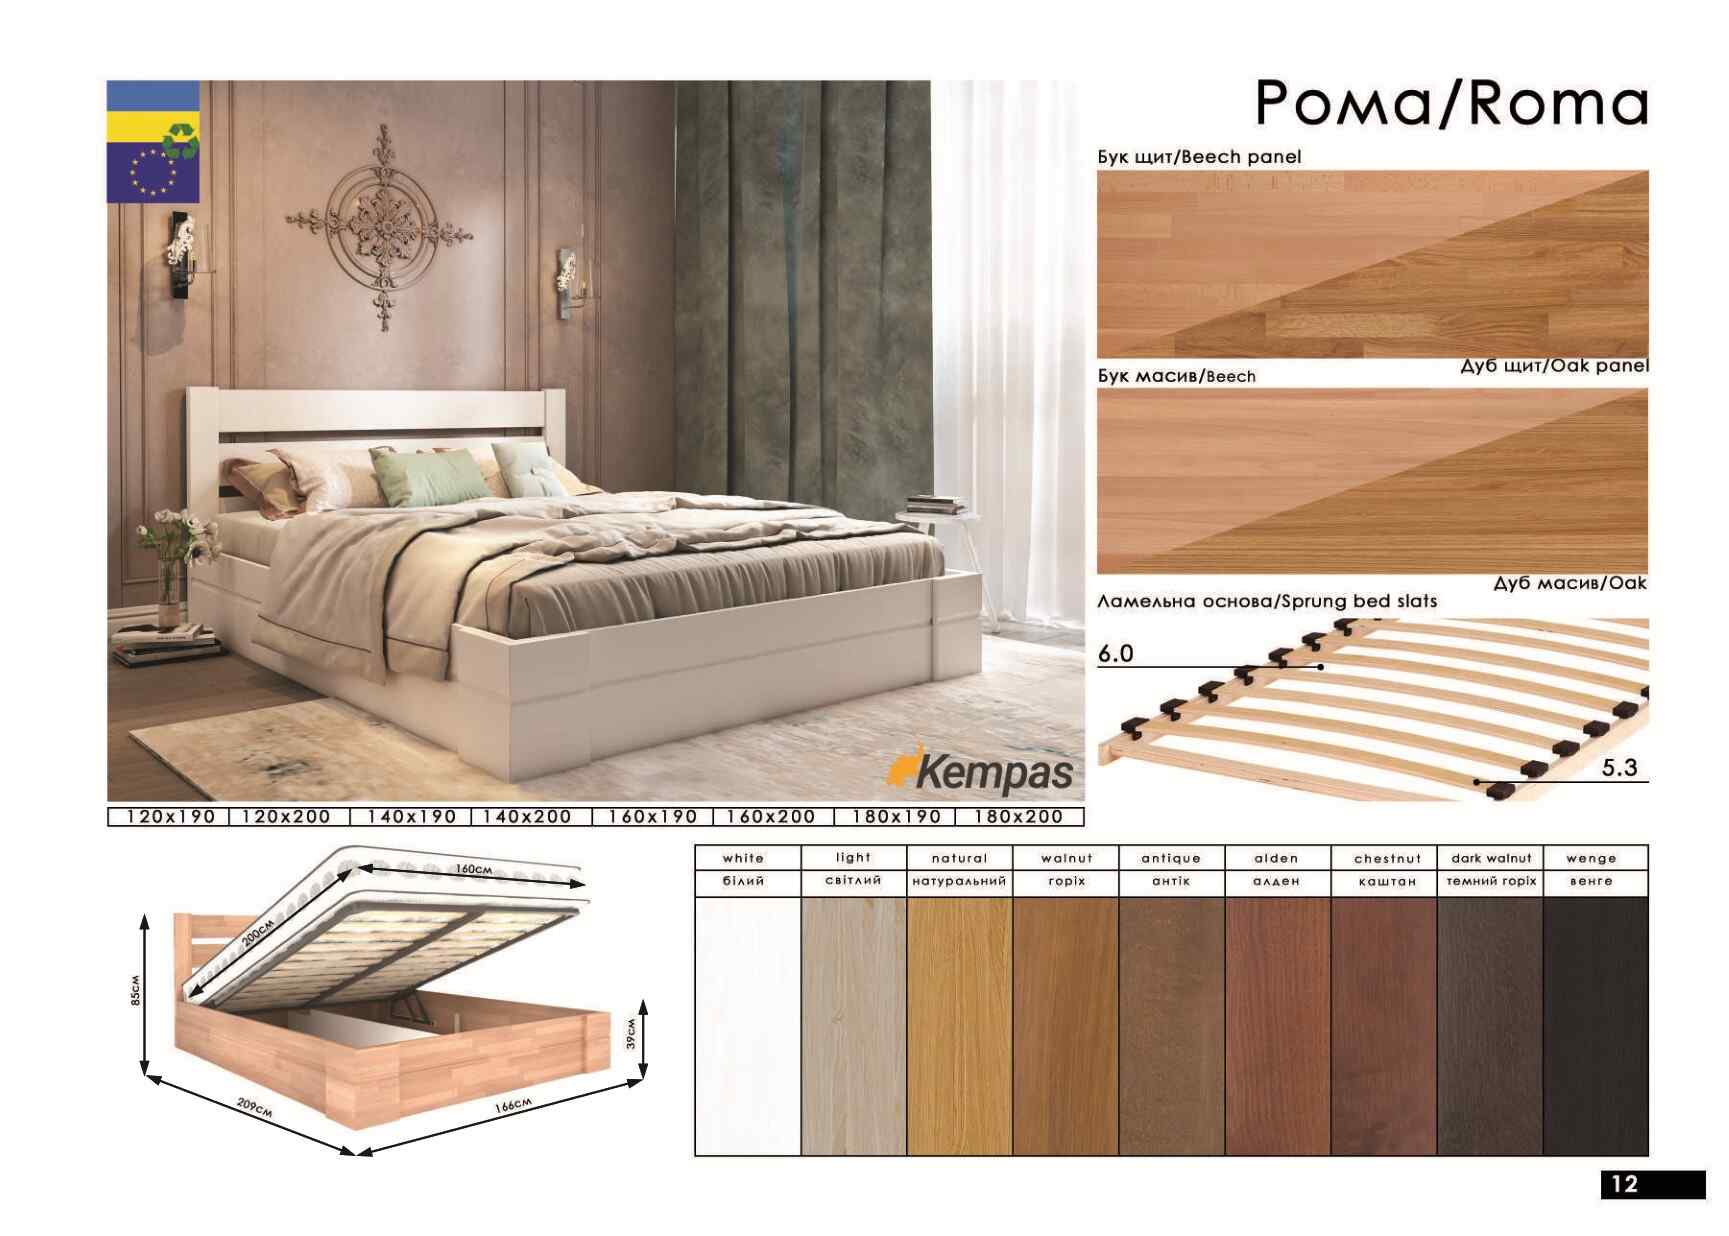 Рома/Roma
Бук щит/Beech panel
Дуб щит/Oak panel
Бук масив/Beech
Дуб масив/Oak
Ламельна основа/Sprung bed slats
6.0
5.3
Kempas
120x190 120x200 140x190 140x200 160x190 160x200 180x190 180x200
160см
200см
85см
39см
209см
166см
white light natural walnut antique alden chestnut dark walnut wenge
білий світлий натуральний горіх антік алден каштан темний горіх венге
12